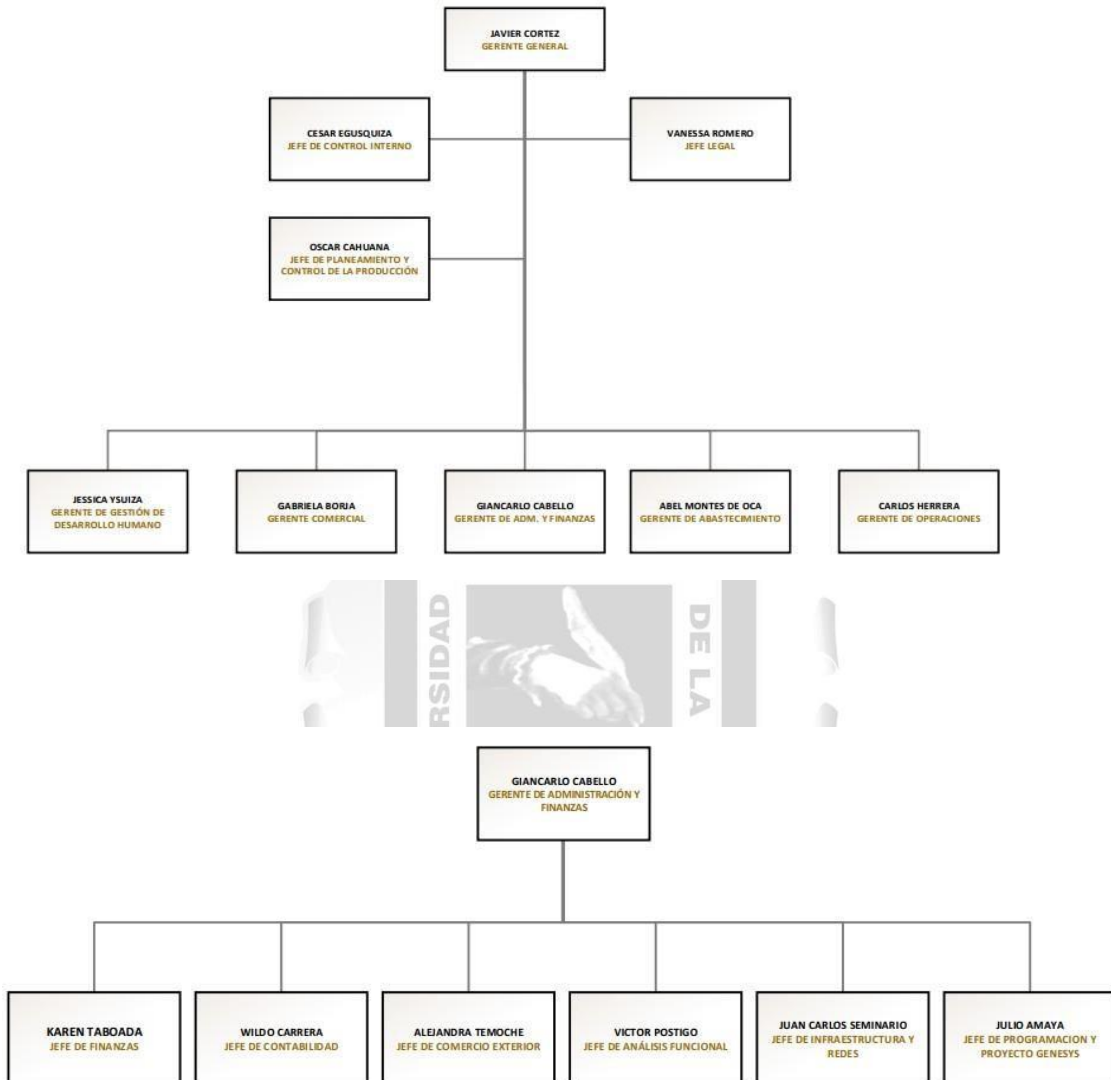 JAVIER CORTEZ
GERENTE GENERAL
CESAR EGUSQUIZA
JEFE DE CONTROL INTERNO
VANESSA ROMERO
JEFE LEGAL
OSCAR CAHUANA
JEFE DE PLANEAMIENTO Y
CONTROL DE LA PRODUCCIÓN
JESSICA YSUIZA
GERENTE DE GESTIÓN DE
DESARROLLO HUMANO
GABRIELA BORJA
GERENTE COMERCIAL
GIANCARLO CABELLO
GERENTE DE ADM. Y FINANZAS
ABEL MONTES DE OCA
GERENTE DE ABASTECIMIENTO
CARLOS HERRERA
GERENTE DE OPERACIONES
RSIDAD
DE LA
GIANCARLO CABELLO
GERENTE DE ADMINISTRACIÓN Y
FINANZAS
KAREN TABOADA
JEFE DE FINANZAS
WILDO CARRERA
JEFE DE CONTABILIDAD
ALEJANDRA TEMOCHE
JEFE DE COMERCIO EXTERIOR
VICTOR POSTIGO
JEFE DE ANÁLISIS FUNCIONAL
JUAN CARLOS SEMINARIO
JEFE DE INFRAESTRUCTURA Y
REDES
JULIO AMAYA
JEFE DE PROGRAMACION Y
PROYECTO GENESYS